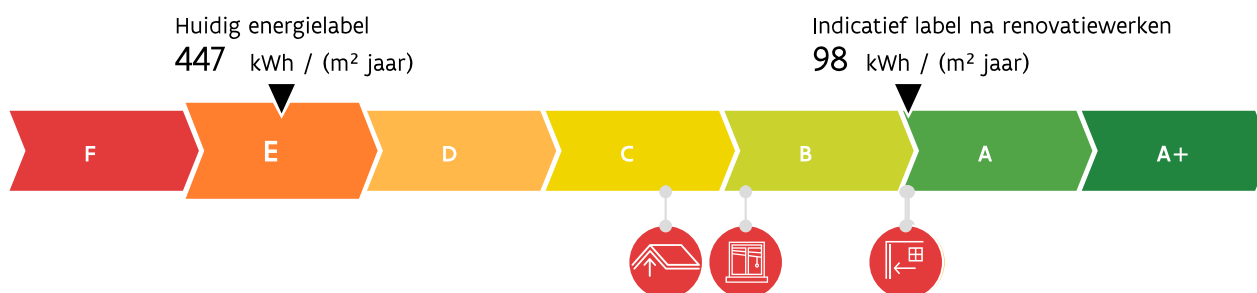 Huidig energielabel
447 kWh / (m² jaar)
Indicatief label na renovatiewerken
98 kWh / (m² jaar)
F E D C B A A+